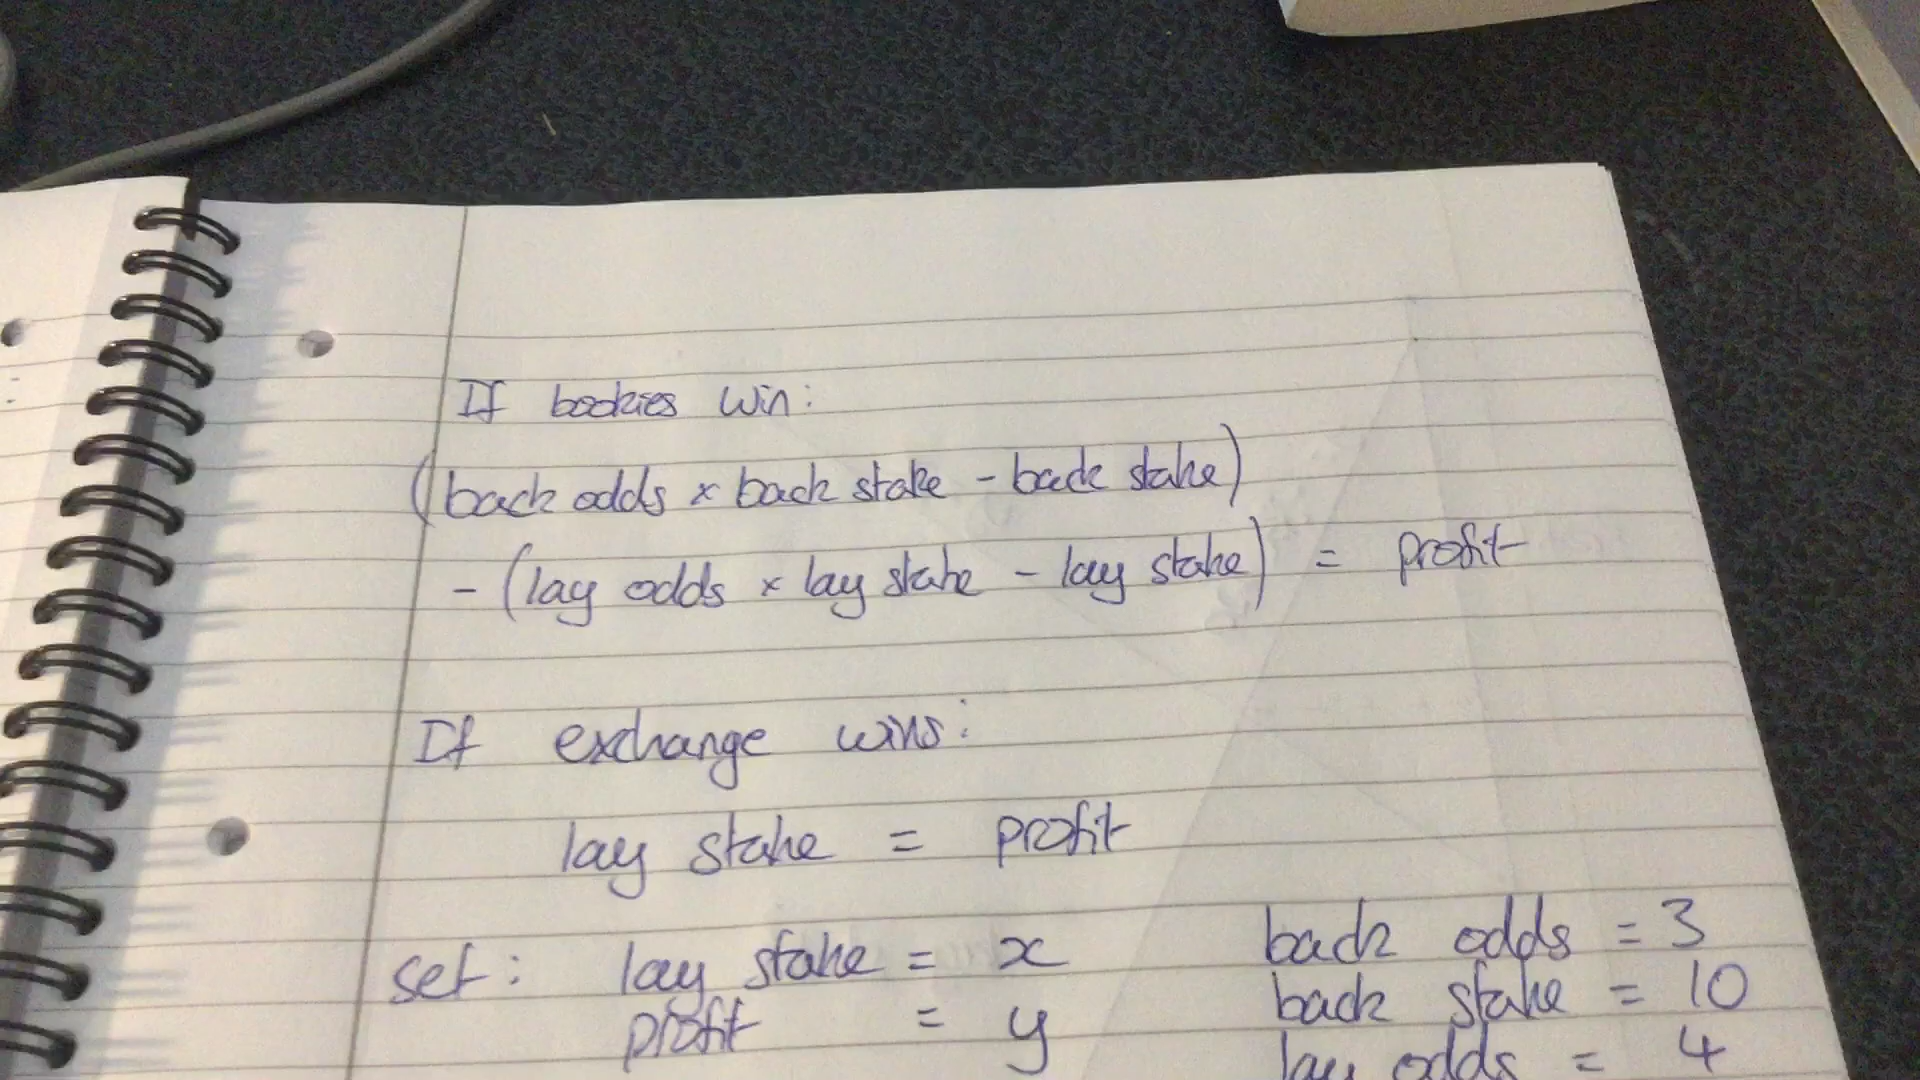 If bookies win:
(back odds x back stake - back stake)
- (lay odds x lay stake - lay stake) = profit
If exchange wins:
lay stake = profit
set: lay stake = x
profit = y
back odds = 3
back stake = 10
lay odds = 4